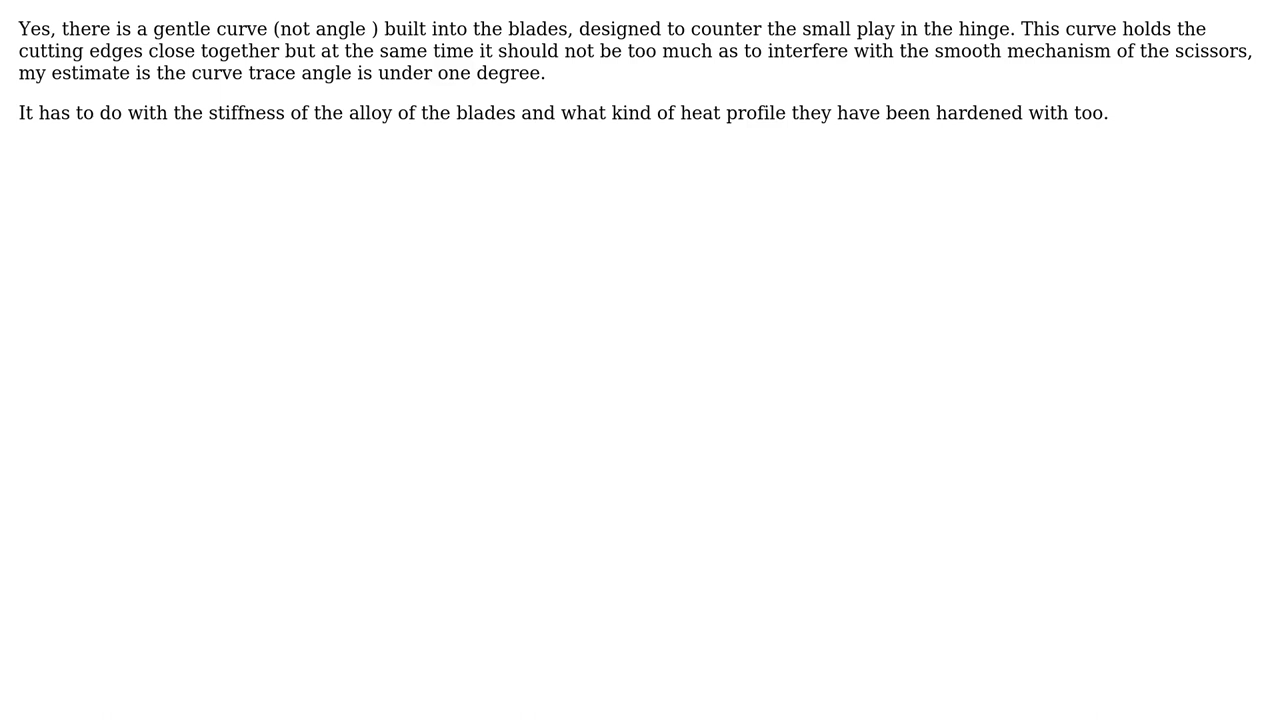 Yes, there is a gentle curve (not angle ) built into the blades, designed to counter the small play in the hinge. This curve holds the
cutting edges close together but at the same time it should not be too much as to interfere with the smooth mechanism of the scissors,
my estimate is the curve trace angle is under one degree.
It has to do with the stiffness of the alloy of the blades and what kind of heat profile they have been hardened with too.